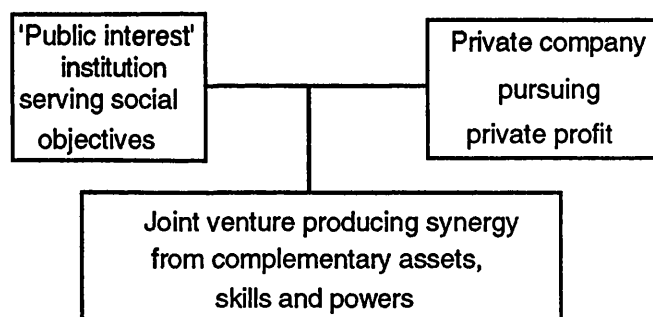 'Public interest'
institution
serving social
objectives
Private company
pursuing
private profit
Joint venture producing synergy
from complementary assets,
skills and powers